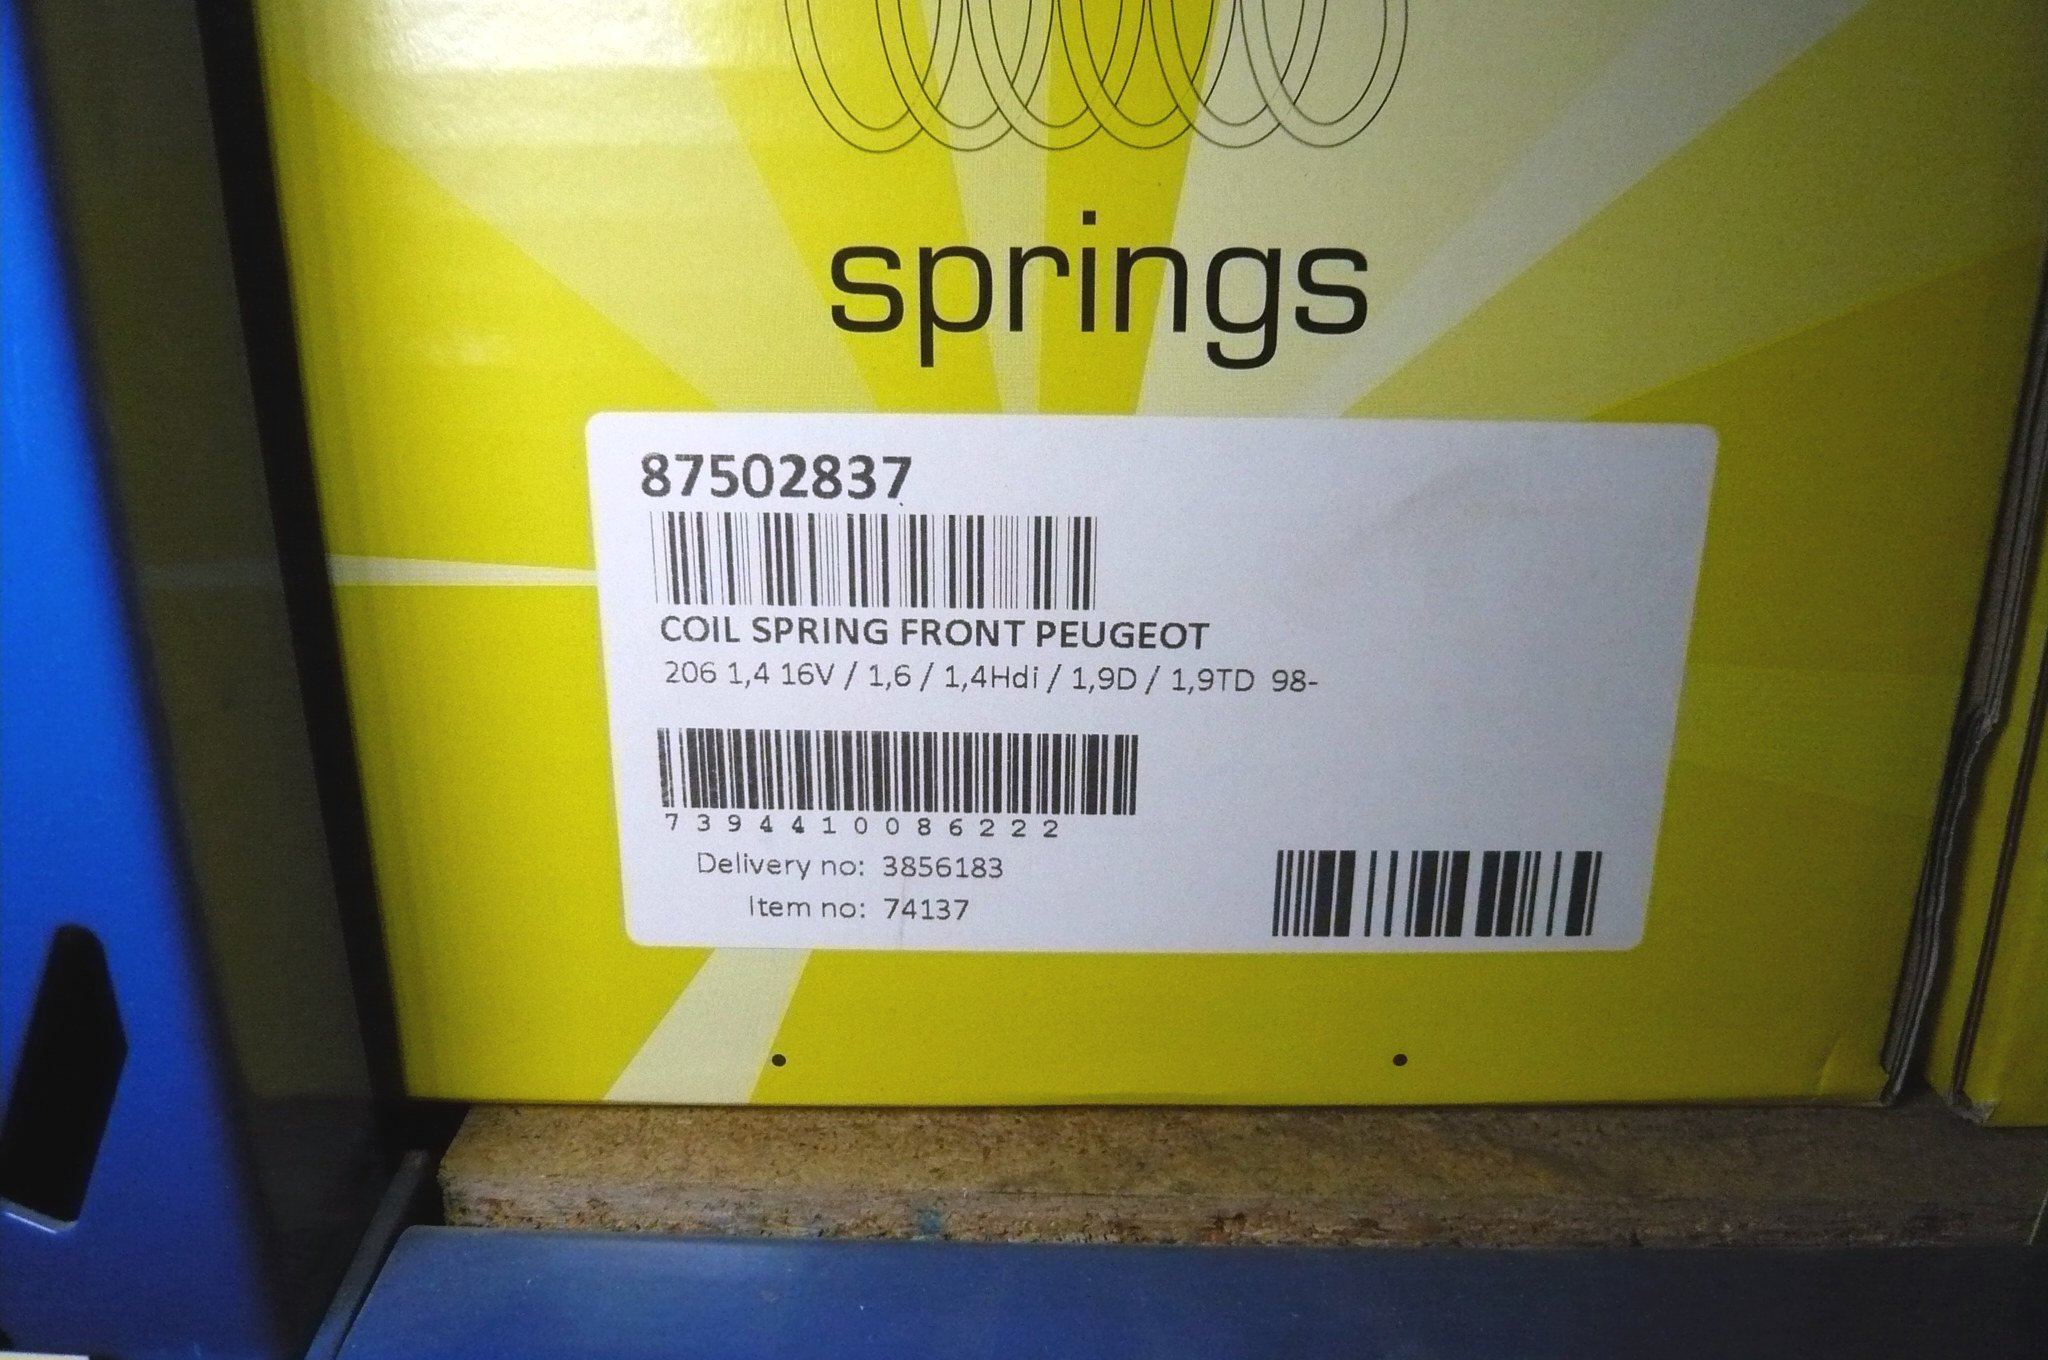 springs
87502837
COIL SPRING FRONT PEUGEOT
206 1,4 16V / 1,6 / 1,4Hdi / 1,9D / 1,9TD 98-
7394410086222
Delivery no: 3856183
Item no: 74137